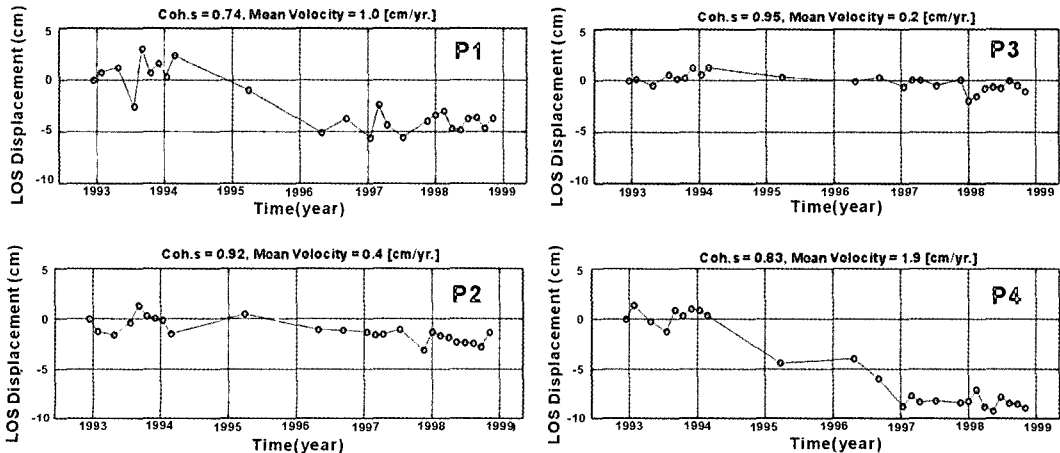 Coh.s = 0.74, Mean Velocity = 1.0 [cm/yr.]
LOS Displacement (cm)
5
0
-5
-10
P1
1993 1994 1995 1996 1997 1998 1999
Time(year)
Coh.s = 0.95, Mean Velocity = 0.2 [cm/yr.]
LOS Displacement (cm)
5
0
-5
-10
P3
1993 1994 1995 1996 1997 1998 1999
Time(year)
Coh.s = 0.92, Mean Velocity = 0.4 [cm/yr.]
LOS Displacement (cm)
5
0
-5
-10
P2
1993 1994 1995 1996 1997 1998 1999
Time(year)
Coh.s = 0.83, Mean Velocity = 1.9 [cm/yr.]
LOS Displacement (cm)
5
0
-5
-10
P4
1993 1994 1995 1996 1997 1998 1999
Time(year)